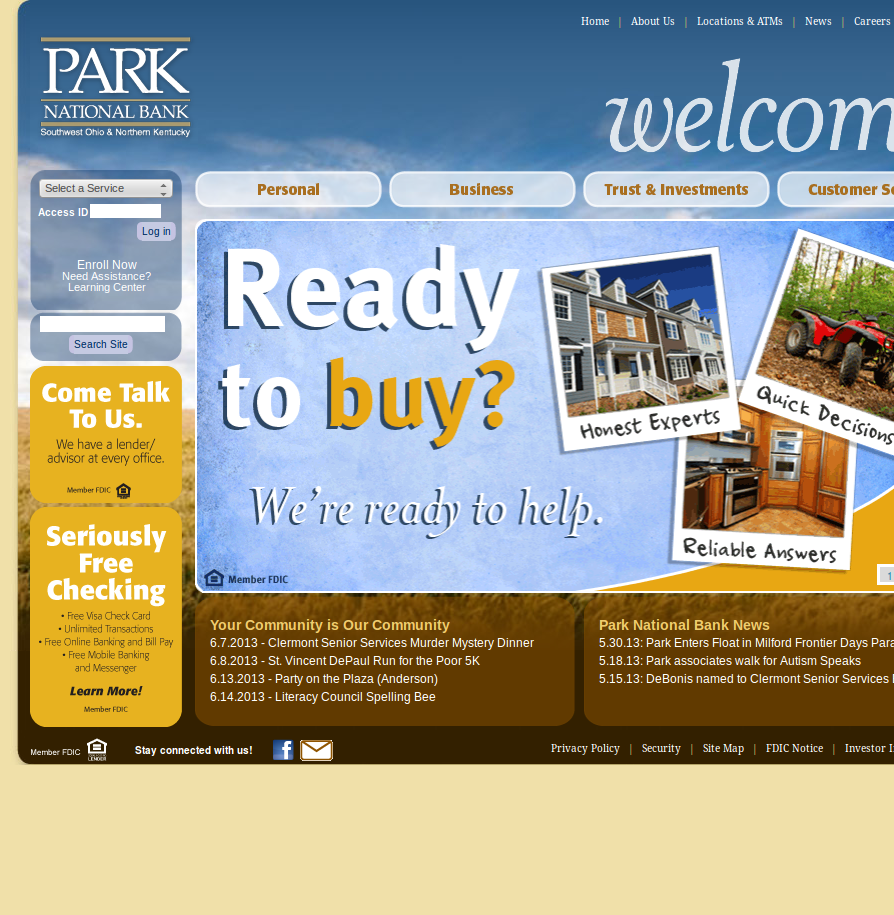 Home | About Us | Locations & ATMs | News | Careers
PARK
NATIONAL BANK
Southwest Ohio & Northern Kentucky
welcom
Select a Service
Access ID
Log in
Enroll Now
Need Assistance?
Learning Center
Search Site
Personal
Business
Trust & Investments
Customer Se
Ready
to buy?
We're ready to help.
Honest Experts
Quick Decisions
Reliable Answers
Member FDIC
1
Come Talk
To Us.
We have a lender/
advisor at every office.
Member FDIC
Seriously
Free
Checking
• Free Visa Check Card
• Unlimited Transactions
• Free Online Banking and Bill Pay
• Free Mobile Banking
and Messenger
Learn More!
Member FDIC
Your Community is Our Community
6.7.2013 - Clermont Senior Services Murder Mystery Dinner
6.8.2013 - St. Vincent DePaul Run for the Poor 5K
6.13.2013 - Party on the Plaza (Anderson)
6.14.2013 - Literacy Council Spelling Bee
Park National Bank News
5.30.13: Park Enters Float in Milford Frontier Days Para
5.18.13: Park associates walk for Autism Speaks
5.15.13: DeBonis named to Clermont Senior Services
Member FDIC
Stay connected with us!
Privacy Policy | Security | Site Map | FDIC Notice | Investor